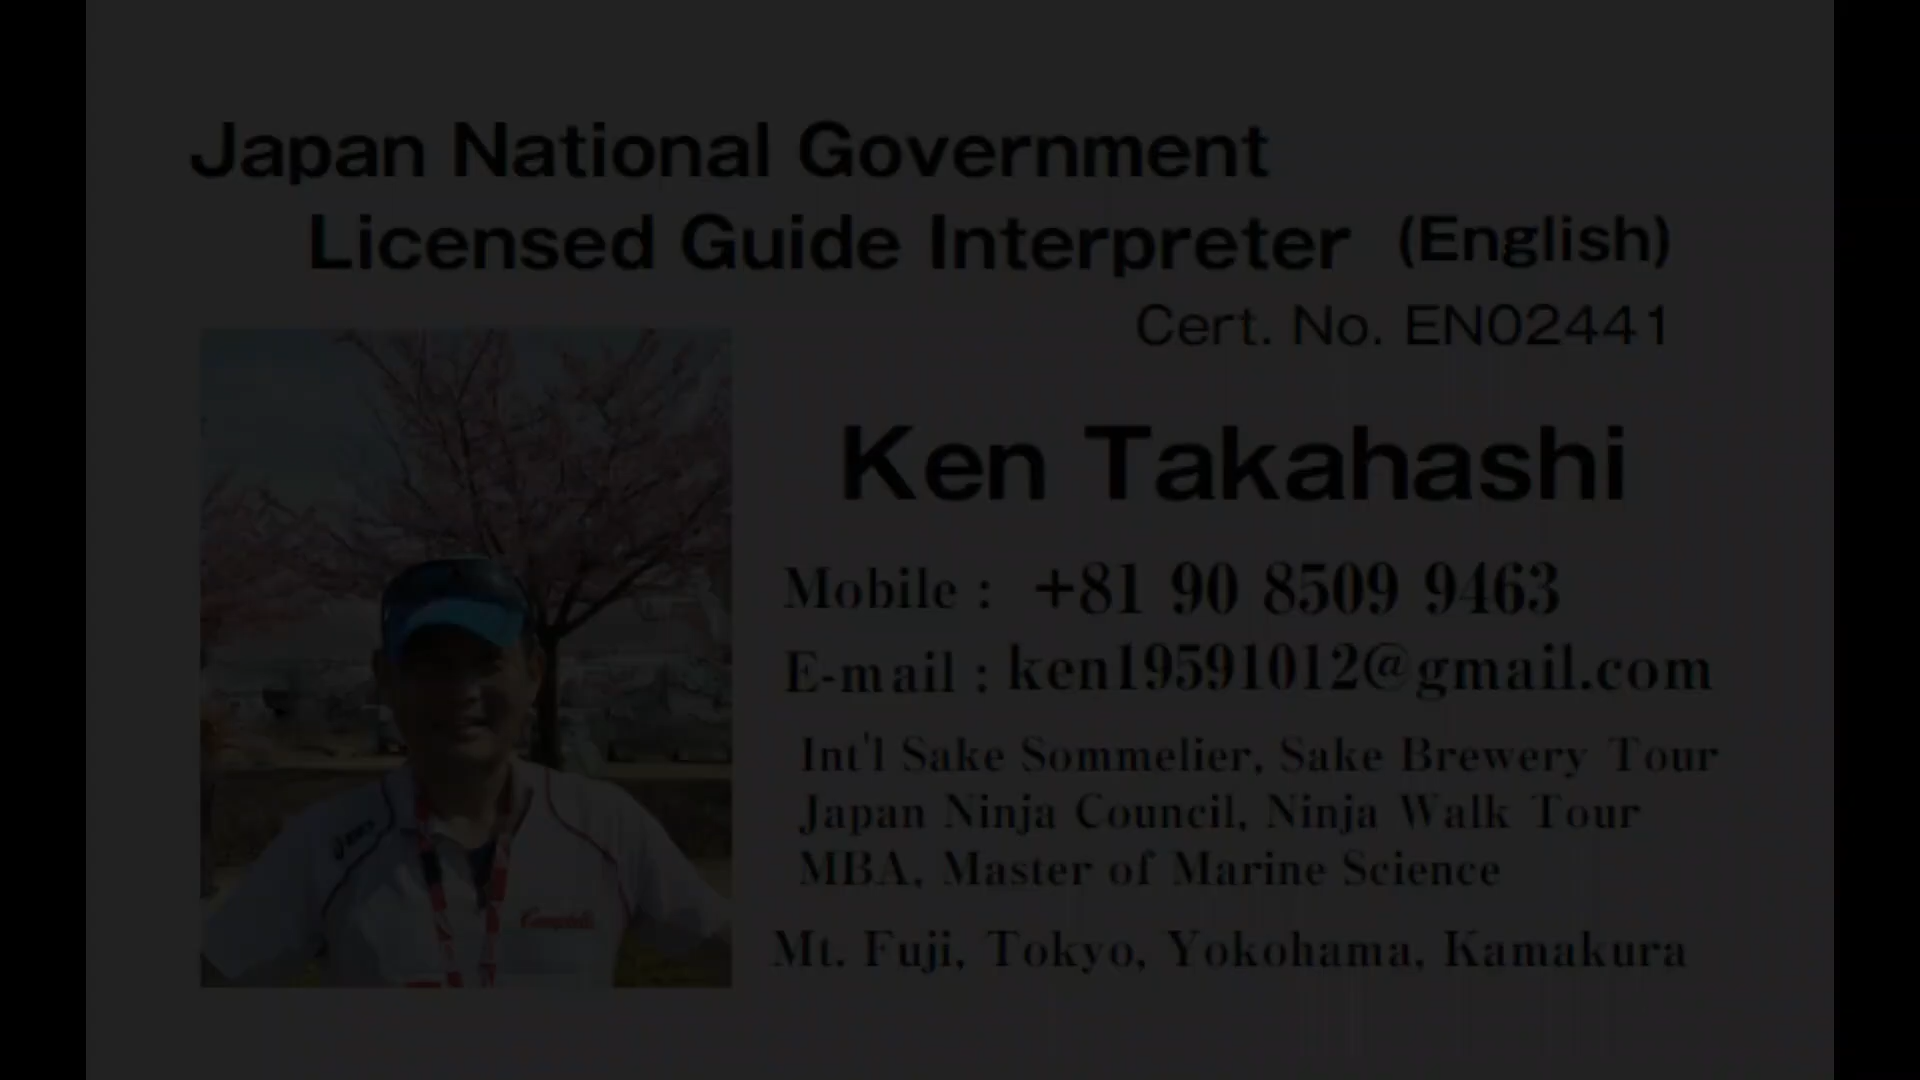 Japan National Government
Licensed Guide Interpreter (English)
Cert. No. EN02441
Ken Takahashi
Mobile : +81 90 8509 9463
E-mail : ken19591012@gmail.com
Int'l Sake Sommelier, Sake Brewery Tour
Japan Ninja Council, Ninja Walk Tour
MBA, Master of Marine Science
Mt. Fuji, Tokyo, Yokohama, Kamakura
Campbell's